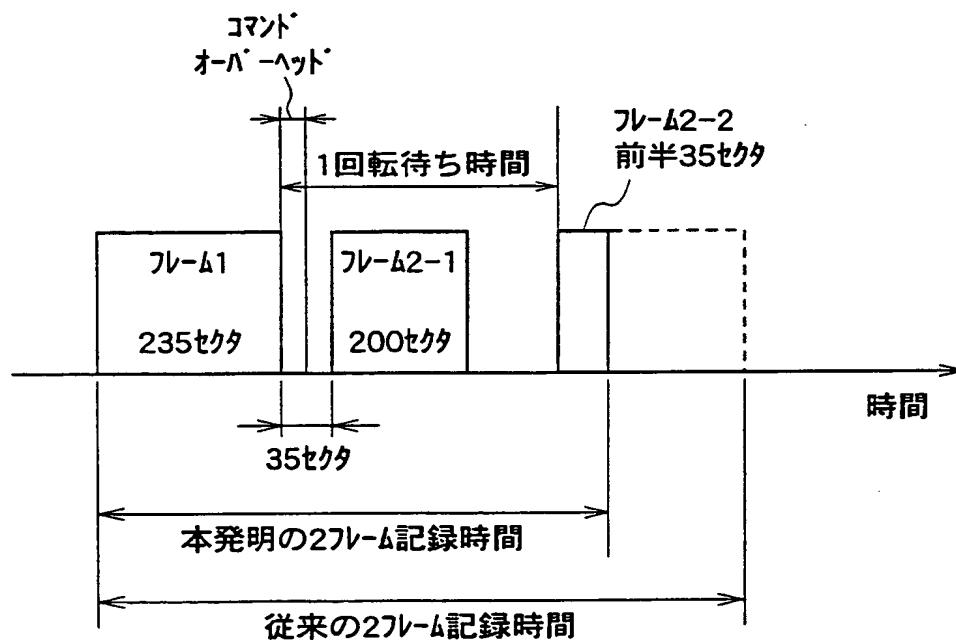 コマンド
オーバーヘッド
フレーム2-2
前半35セクタ
1回転待ち時間
フレーム1
フレーム2-1
235セクタ
200セクタ
時間
35セクタ
本発明の2フレーム記録時間
従来の2フレーム記録時間